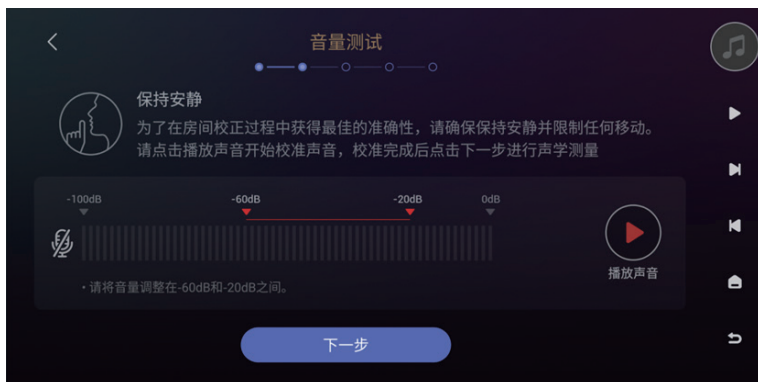 音量测试
保持安静
为了在房间校正过程中获得最佳的准确性，请确保保持安静并限制任何移动。
请点击播放声音开始校准声音，校准完成后点击下一步进行声学测量
-100dB -60dB -20dB 0dB
播放声音
·请将音量调整在-60dB和-20dB之间。
下一步